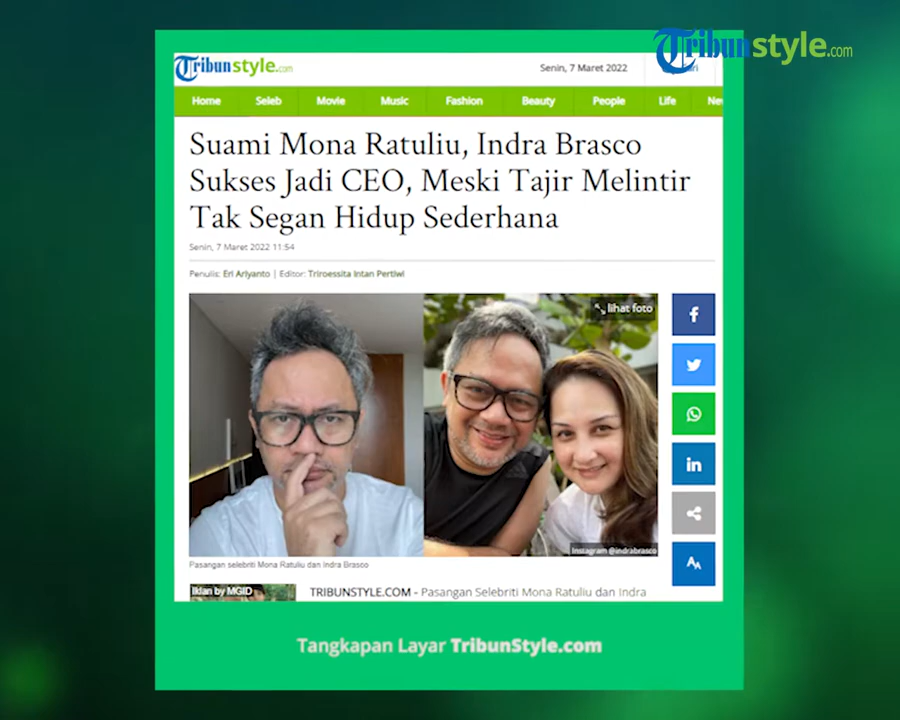 Tribunstyle.com
Tribunstyle.com
Senin, 7 Maret 2022
Home Seleb Movie Music Fashion Beauty People Life
Suami Mona Ratuliu, Indra Brasco
Sukses Jadi CEO, Meski Tajir Melintir
Tak Segan Hidup Sederhana
Senin, 7 Maret 2022 11:54
Penulis: Eri Ariyanto | Editor: Triroessita Intan Pertiwi
lihat foto
Instagram @indrabrasco
Pasangan selebriti Mona Ratuliu dan Indra Brasco
Iklan by MGID
TRIBUNSTYLE.COM - Pasangan Selebriti Mona Ratuliu dan Indra
Tangkapan Layar TribunStyle.com